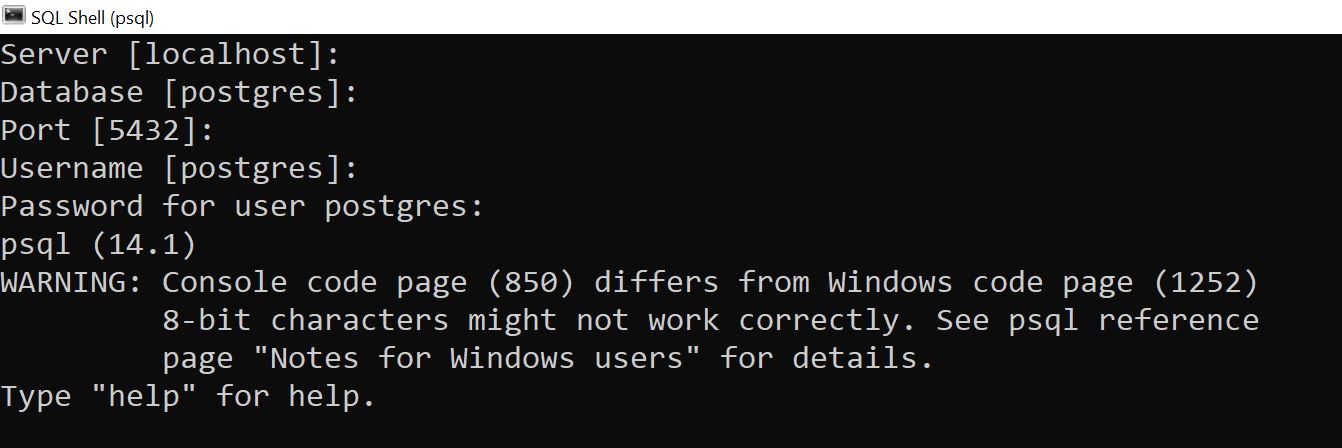 SQL Shell (psql)
Server [localhost]:
Database [postgres]:
Port [5432]:
Username [postgres]:
Password for user postgres:
psql (14.1)
WARNING: Console code page (850) differs from Windows code page (1252)
         8-bit characters might not work correctly. See psql reference
         page "Notes for Windows users" for details.
Type "help" for help.